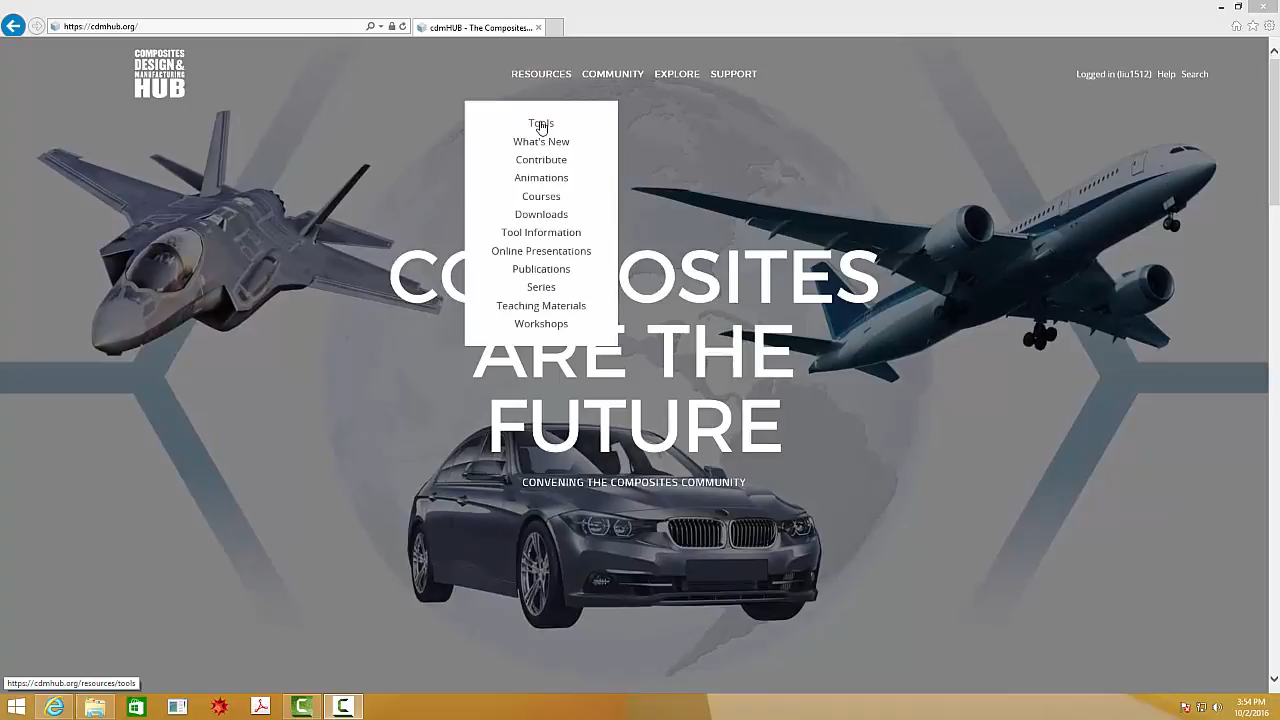 https://cdmhub.org/
cdmHUB - The Composites...
COMPOSITES
DESIGN &
MANUFACTURING
HUB
RESOURCES COMMUNITY EXPLORE SUPPORT
Logged in (liu1512) Help Search
Tools
What's New
Contribute
Animations
Courses
Downloads
Tool Information
Online Presentations
Publications
Series
Teaching Materials
Workshops
COMPOSITES
ARE THE
FUTURE
CONVENING THE COMPOSITES COMMUNITY
https://cdmhub.org/resources/tools
3:54 PM
10/2/2016